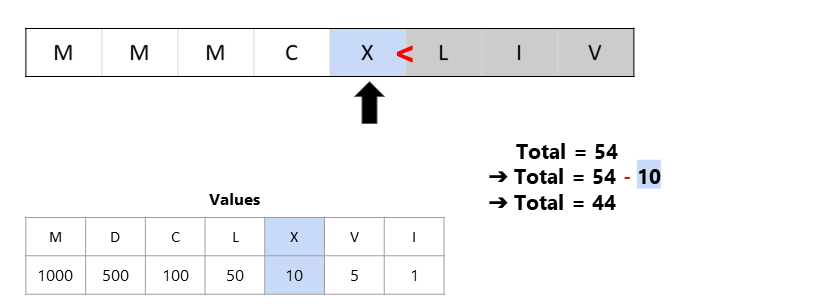 M M M C X < L I V
Total = 54
➔ Total = 54 - 10
➔ Total = 44
Values
M D C L X V I
1000 500 100 50 10 5 1